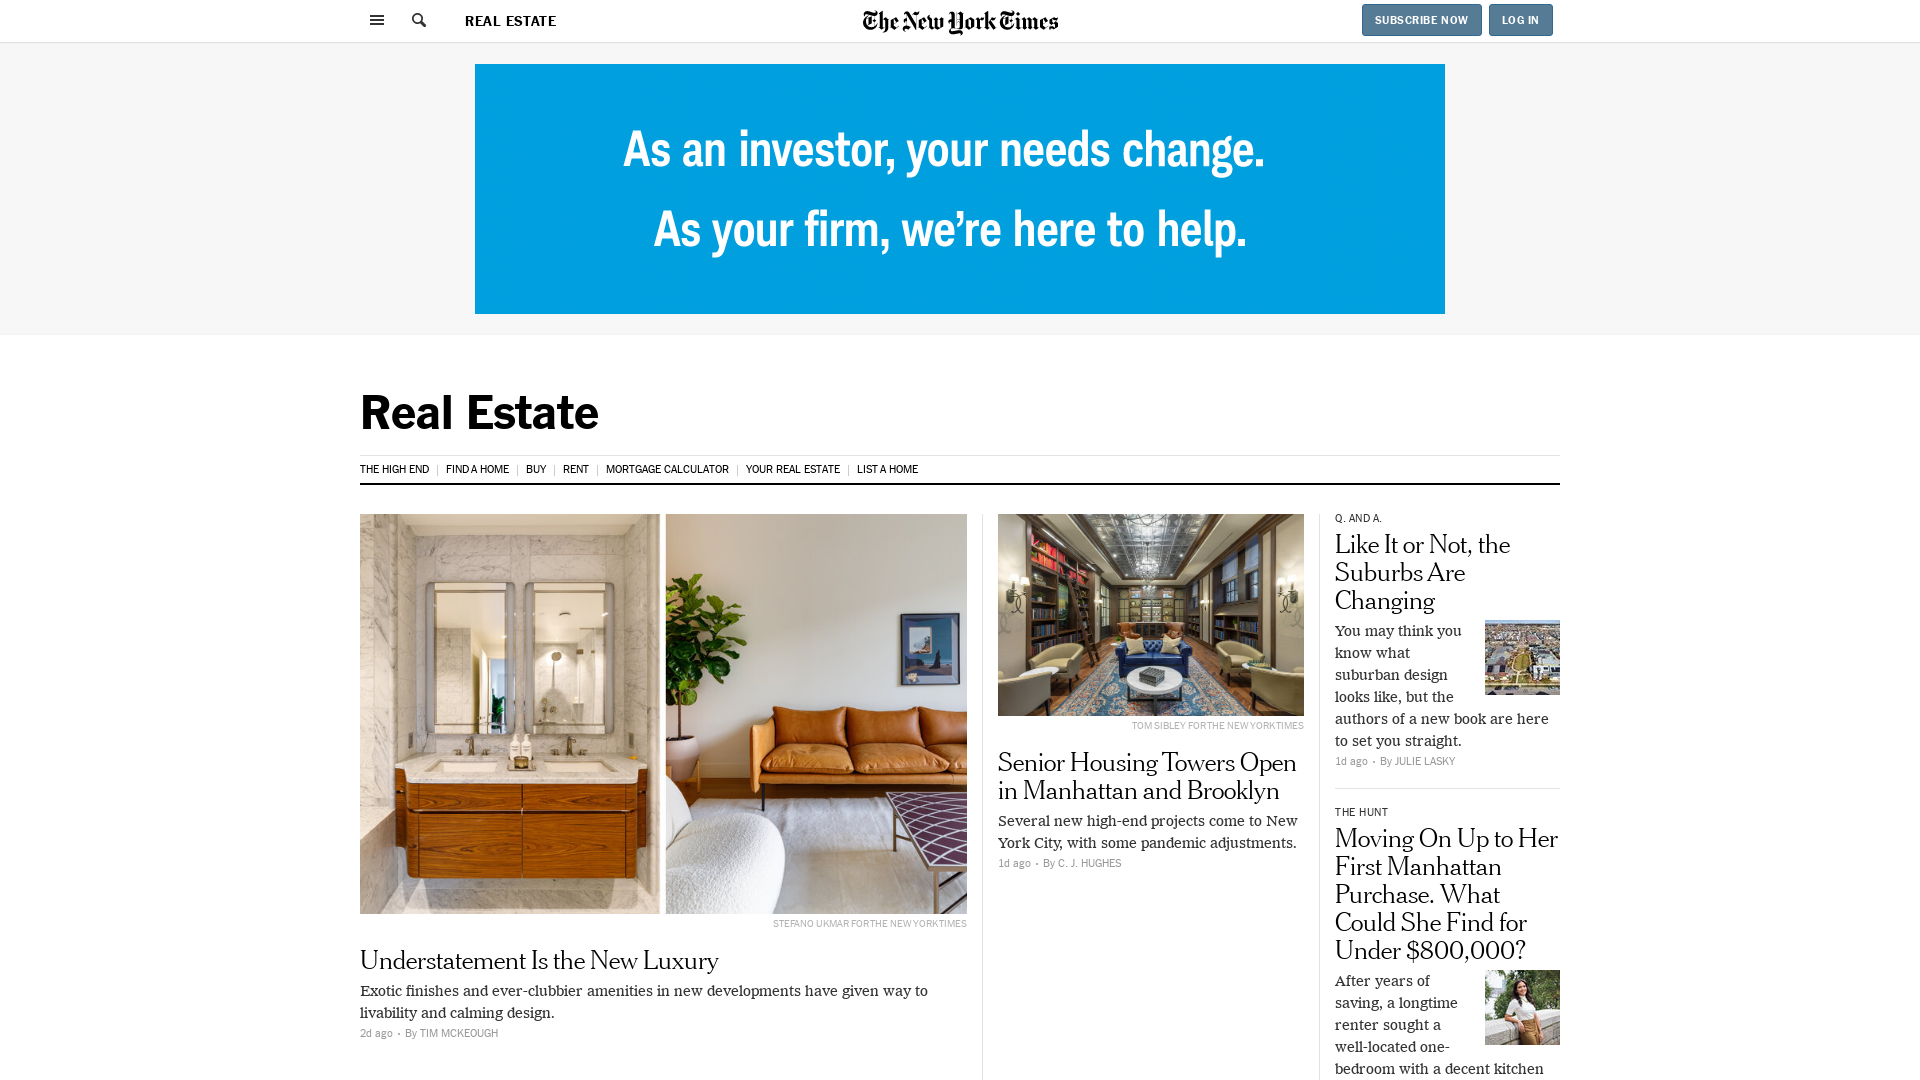 REAL ESTATE
The New York Times
SUBSCRIBE NOW
LOG IN
As an investor, your needs change.
As your firm, we're here to help.
Real Estate
THE HIGH END
FIND A HOME
BUY
RENT
MORTGAGE CALCULATOR
YOUR REAL ESTATE
LIST A HOME
STEFANO UKMAR FOR THE NEW YORK TIMES
Understatement Is the New Luxury
Exotic finishes and ever-clubbier amenities in new developments have given way to
livability and calming design.
2d ago • By TIM MCKEOUGH
TOM SIBLEY FOR THE NEW YORK TIMES
Senior Housing Towers Open
in Manhattan and Brooklyn
Several new high-end projects come to New
York City, with some pandemic adjustments.
1d ago • By C. J. HUGHES
Q. AND A.
Like It or Not, the
Suburbs Are
Changing
You may think you
know what
suburban design
looks like, but the
authors of a new book are here
to set you straight.
1d ago • By JULIE LASKY
THE HUNT
Moving On Up to Her
First Manhattan
Purchase. What
Could She Find for
Under $800,000?
After years of
saving, a longtime
renter sought a
well-located one-
bedroom with a decent kitchen